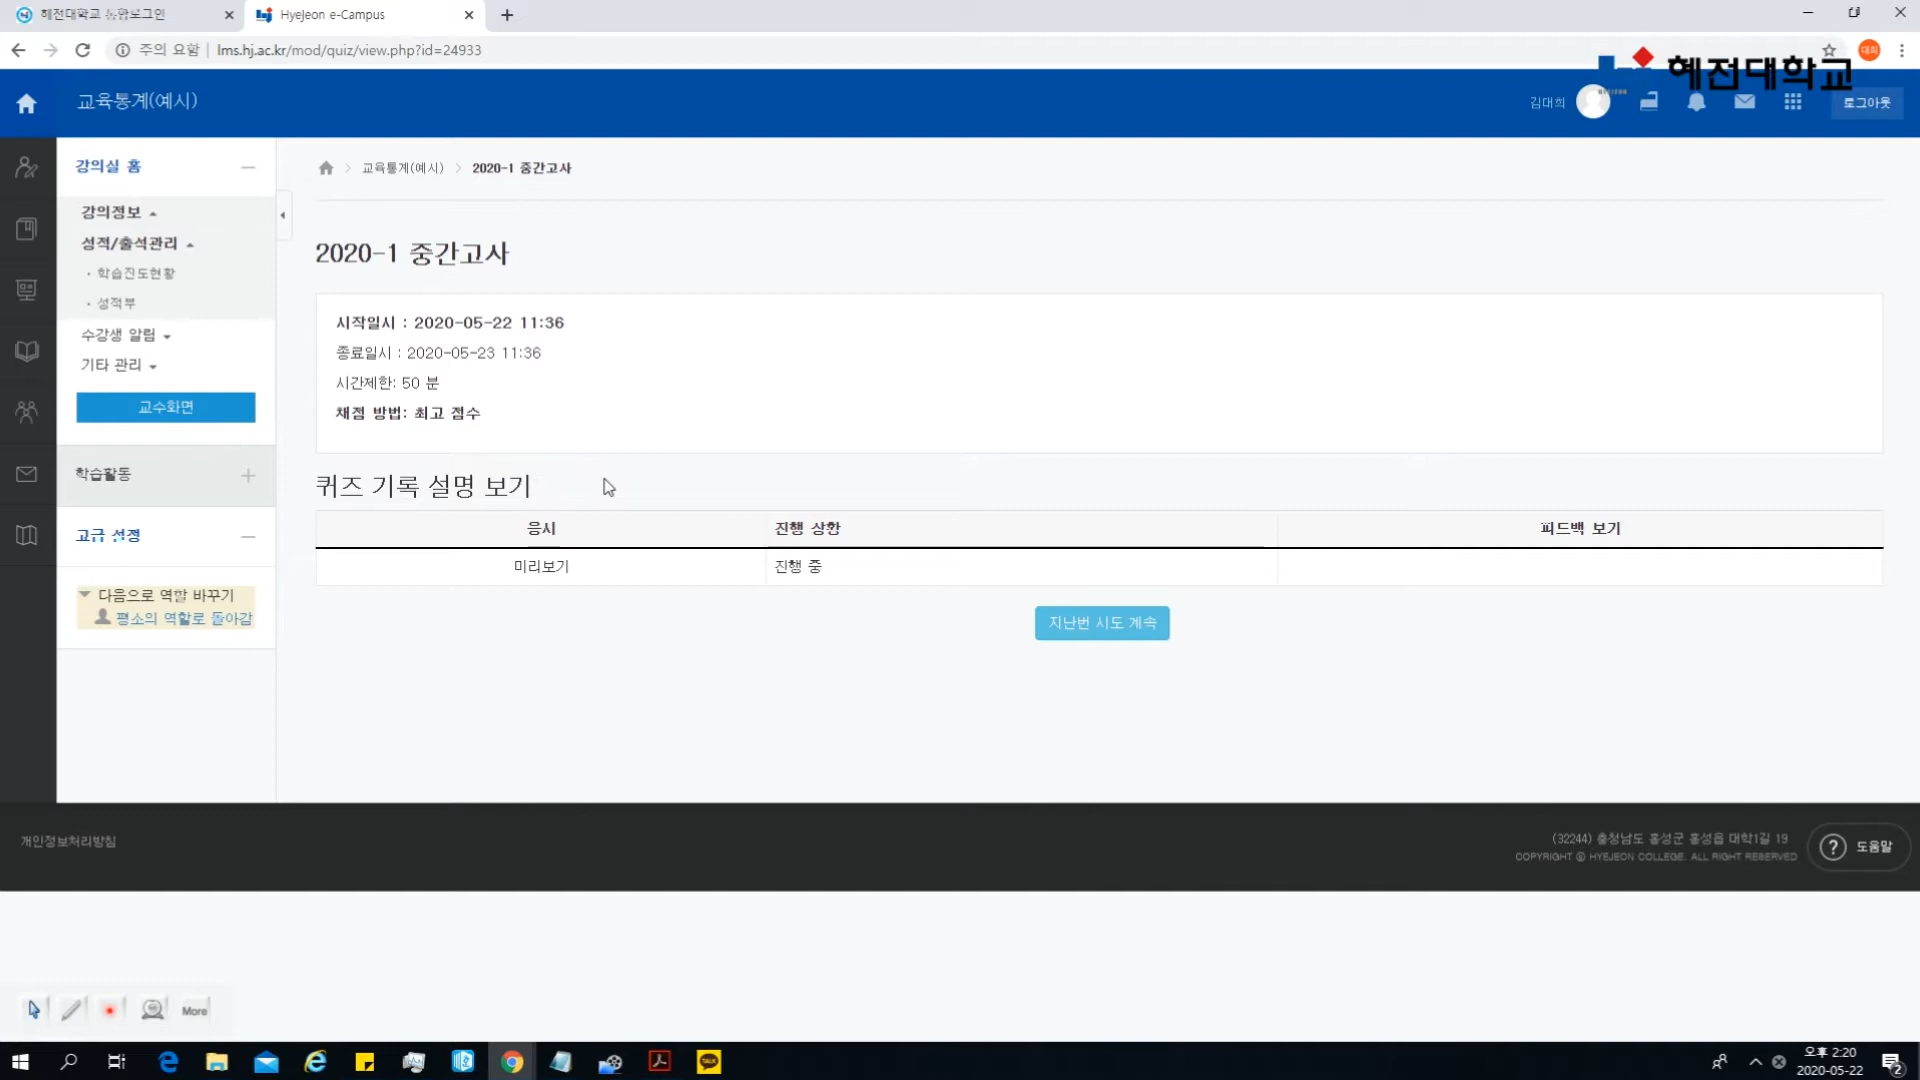 혜전대학교 통합로그인
HyeJeon e-Campus
주의 요함
lms.hj.ac.kr/mod/quiz/view.php?id=24933
대희
혜전대학교
교육통계(예시)
김대희
로그아웃
강의실 홈
강의정보
성적/출석관리
학습진도현황
성적부
수강생 알림
기타 관리
교수화면
학습활동
고급 설정
다음으로 역할 바꾸기
평소의 역할로 돌아감
교육통계(예시)
2020-1 중간고사
2020-1 중간고사
시작일시 : 2020-05-22 11:36
종료일시 : 2020-05-23 11:36
시간제한: 50 분
채점 방법: 최고 점수
퀴즈 기록 설명 보기
응시
진행 상황
피드백 보기
미리보기
진행 중
지난번 시도 계속
개인정보처리방침
(32244) 충청남도 홍성군 홍성읍 대학1길 19
COPYRIGHT © HYEJEON COLLEGE. ALL RIGHT RESERVED
? 도움말
More
TALK
오후 2:20
2020-05-22
2